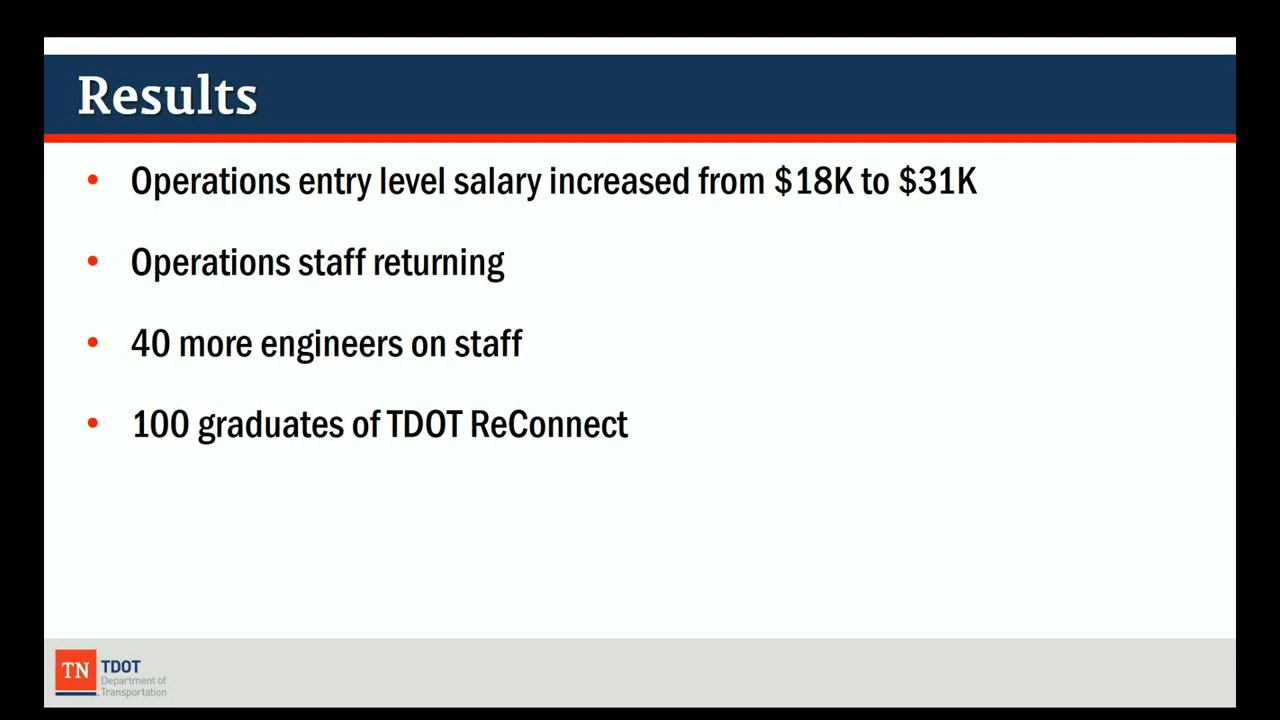 Results
• Operations entry level salary increased from $18K to $31K
• Operations staff returning
• 40 more engineers on staff
• 100 graduates of TDOT ReConnect
TN
TDOT
Department of
Transportation